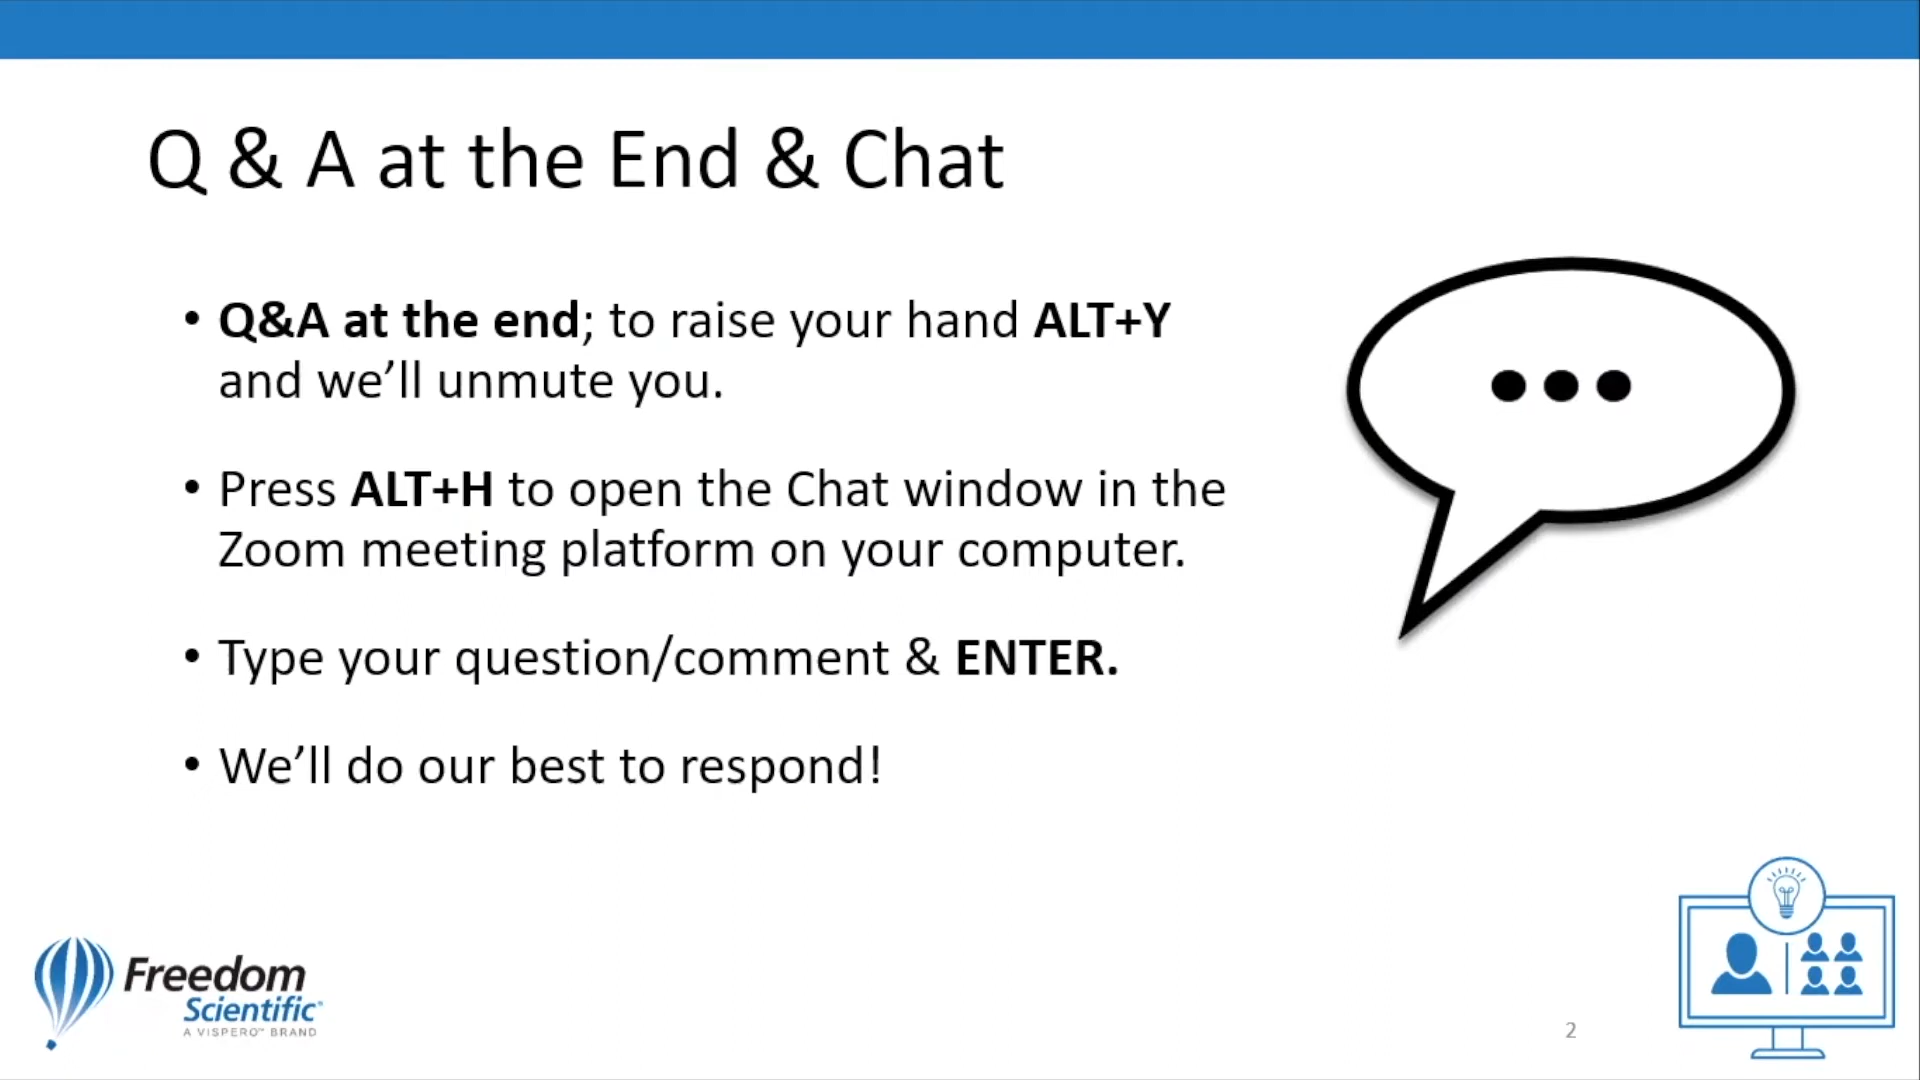 Q & A at the End & Chat
• Q&A at the end; to raise your hand ALT+Y
and we’ll unmute you.
• Press ALT+H to open the Chat window in the
Zoom meeting platform on your computer.
• Type your question/comment & ENTER.
• We’ll do our best to respond!
Freedom
Scientific®
A VISPERO™ BRAND
2